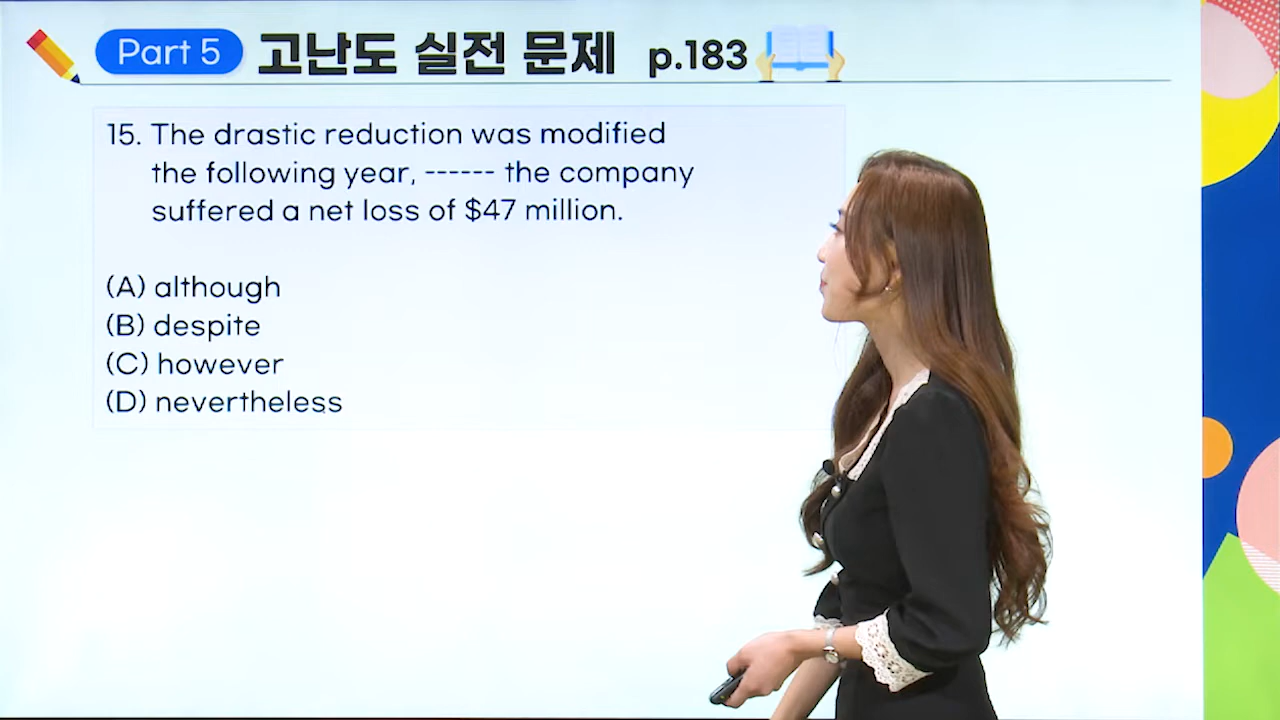 Part 5 고난도 실전 문제 p.183
15. The drastic reduction was modified
the following year, ------ the company
suffered a net loss of $47 million.
(A) although
(B) despite
(C) however
(D) nevertheless